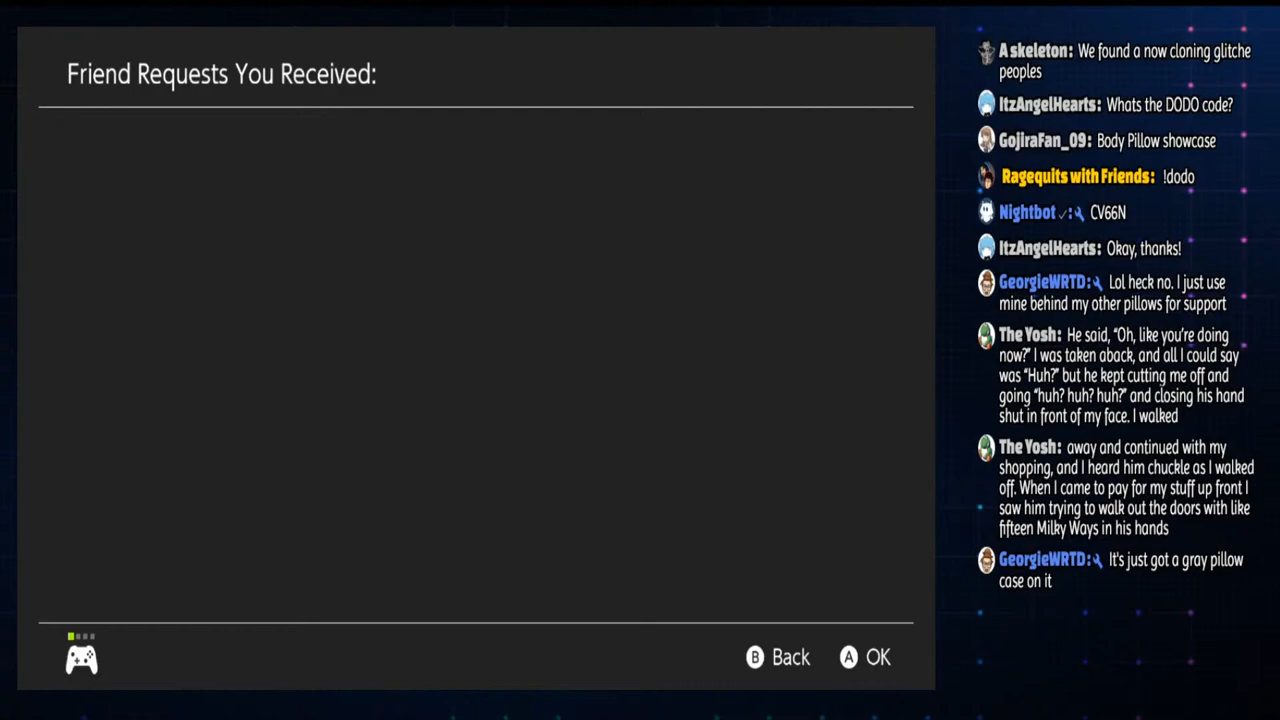 Friend Requests You Received:
B Back A OK
A skeleton: We found a now cloning glitche
peoples
ItzAngelHearts: Whats the DODO code?
GojiraFan_09: Body Pillow showcase
Ragequits with Friends: !dodo
Nightbot ✓: CV66N
ItzAngelHearts: Okay, thanks!
GeorgieWRTD: Lol heck no. I just use
mine behind my other pillows for support
The Yosh: He said, “Oh, like you’re doing
now?” I was taken aback, and all I could say
was “Huh?” but he kept cutting me off and
going “huh? huh? huh?” and closing his hand
shut in front of my face. I walked
The Yosh: away and continued with my
shopping, and I heard him chuckle as I walked
off. When I came to pay for my stuff up front I
saw him trying to walk out the doors with like
fifteen Milky Ways in his hands
GeorgieWRTD: It's just got a gray pillow
case on it